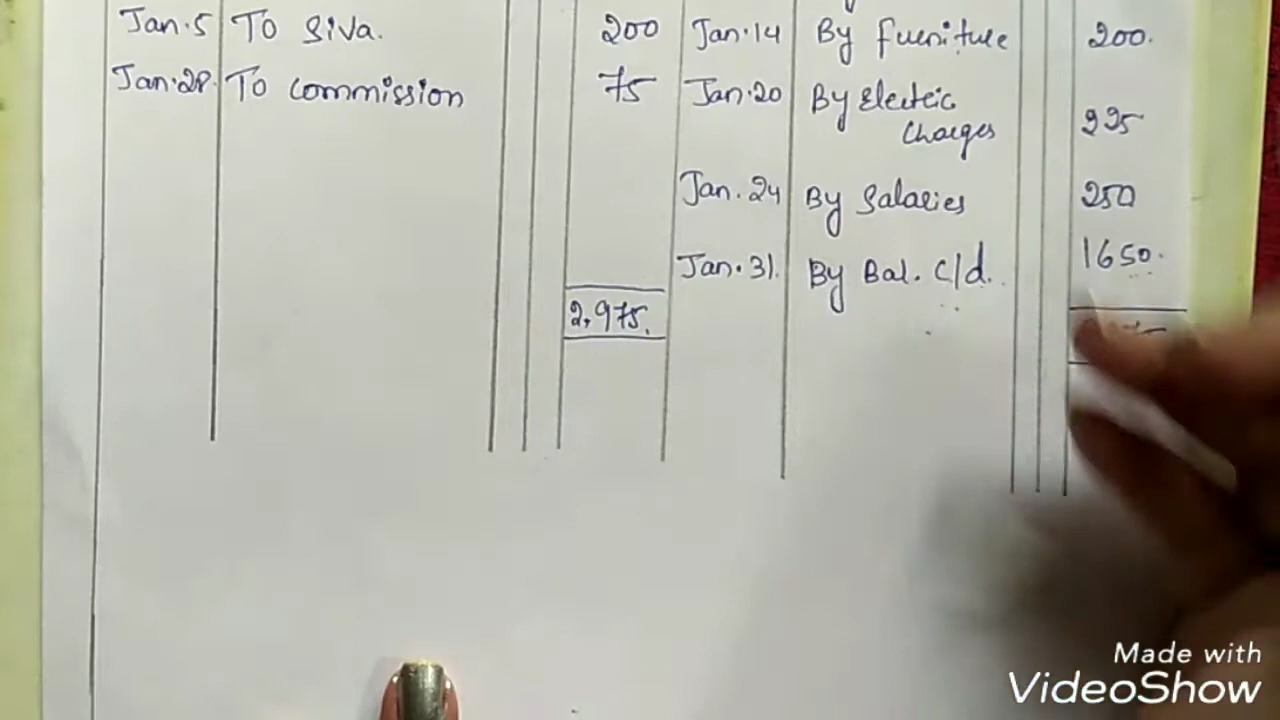 Jan.5 To Siva. 200 Jan.14 By furniture 200.
Jan.28. To commission 75 Jan.20 By Electric
Charges 225
Jan.24 By Salaries 250
Jan.31. By Bal. C/d. 1650.
2,975.
Made with
VideoShow